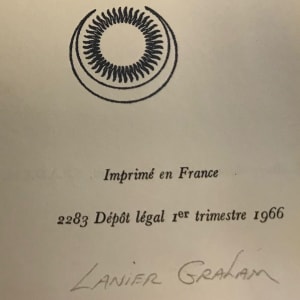 Imprimé en France
2283 Dépôt légal 1er trimestre 1966
LANIER GRAHAM